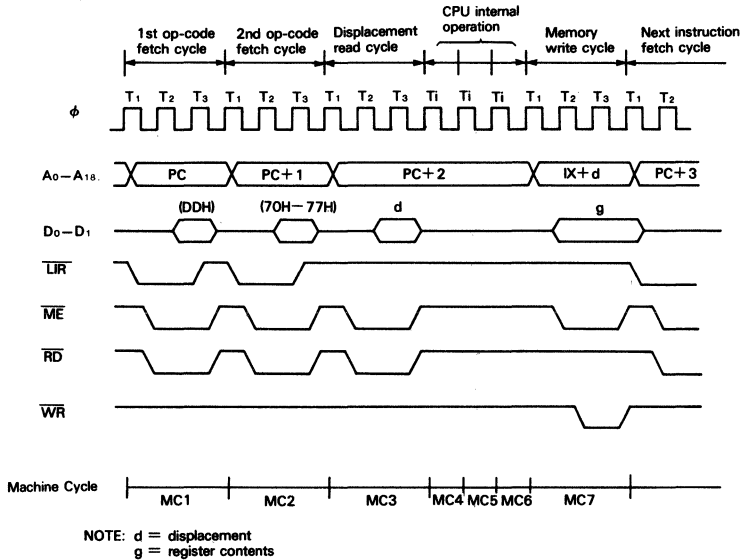 1st op-code fetch cycle
2nd op-code fetch cycle
Displacement read cycle
CPU internal operation
Memory write cycle
Next instruction fetch cycle
T1 T2 T3 T1 T2 T3 T1 T2 T3 Ti Ti Ti T1 T2 T3 T1 T2
φ
A0–A18. PC PC+1 PC+2 IX+d PC+3
(DDH) (70H–77H) d g
D0–D1
LIR
ME
RD
WR
Machine Cycle MC1 MC2 MC3 MC4 MC5 MC6 MC7
NOTE: d = displacement
g = register contents